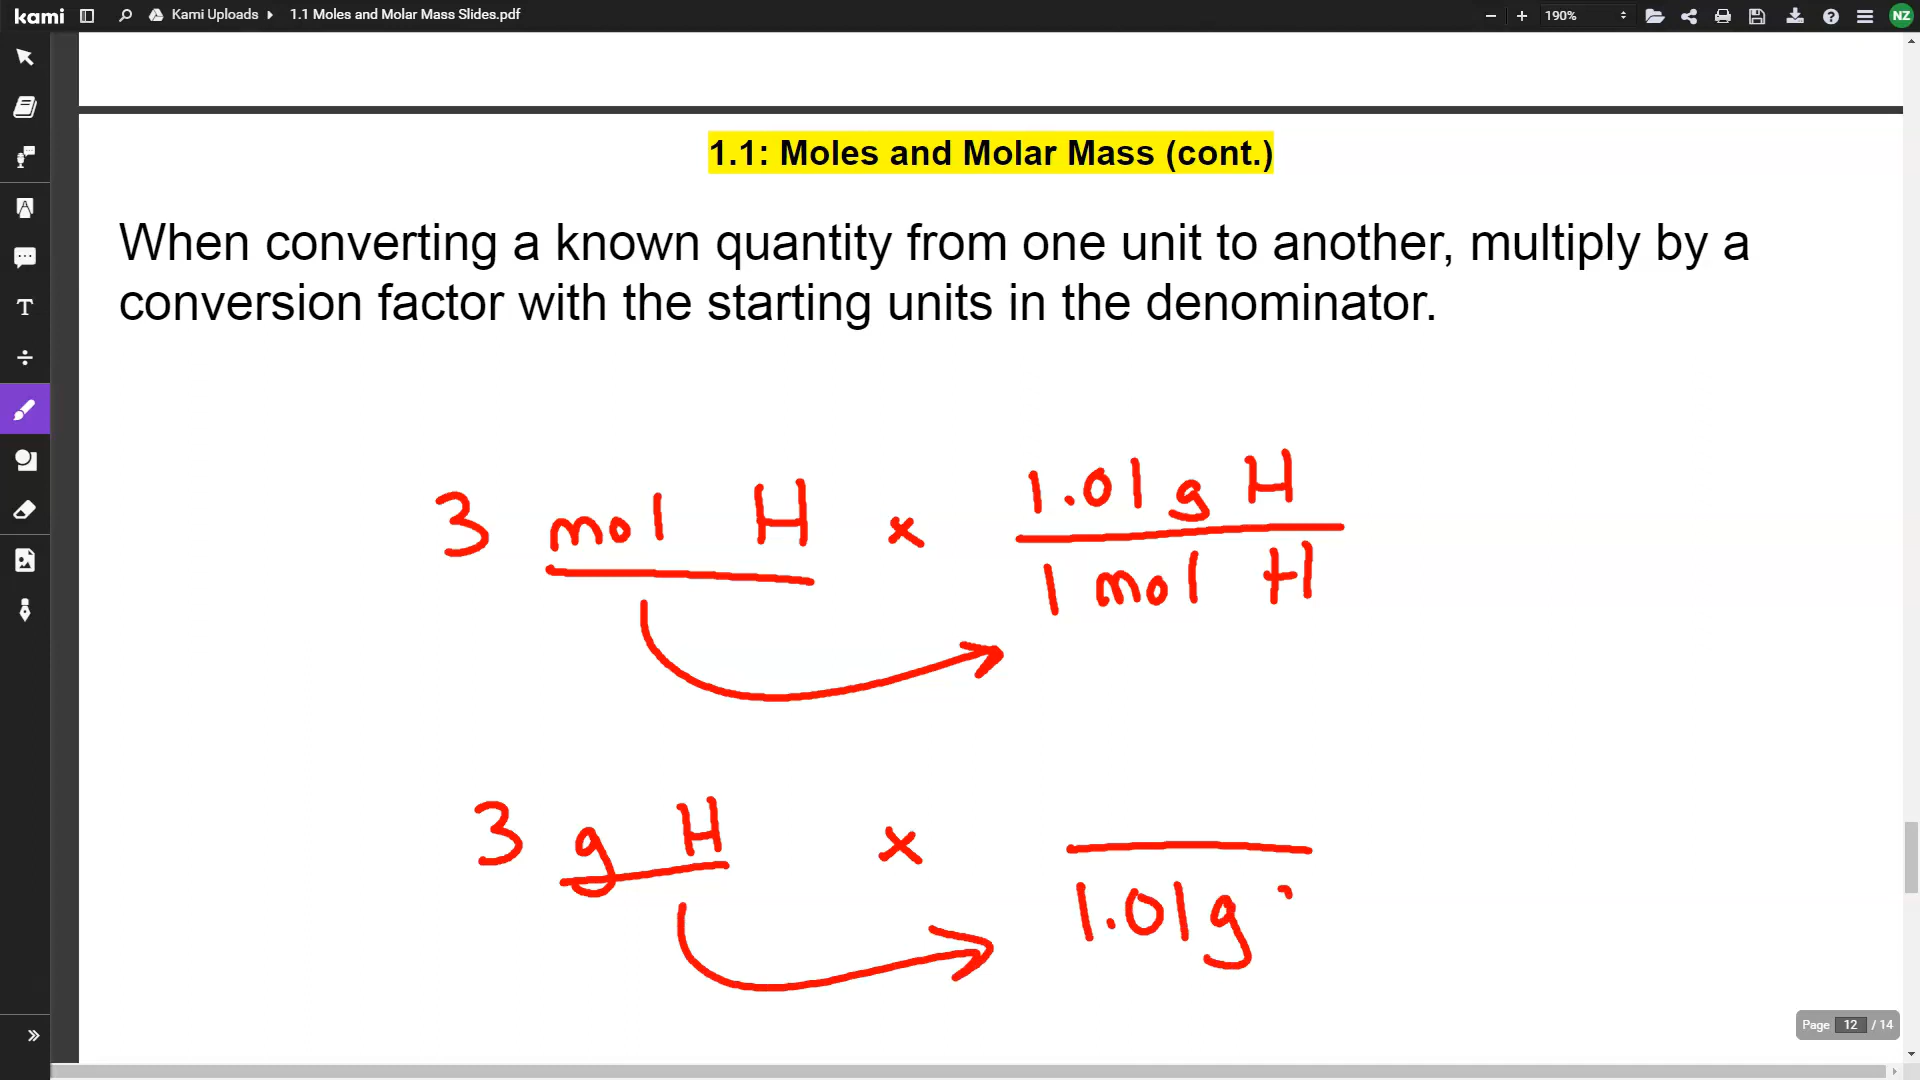 kami Kami Uploads 1.1 Moles and Molar Mass Slides.pdf 190% NZ
1.1: Moles and Molar Mass (cont.)
When converting a known quantity from one unit to another, multiply by a
conversion factor with the starting units in the denominator.
3 mol H × 1.01 g H
1 mol H
3 g H ×
1.01 g
Page 12 / 14